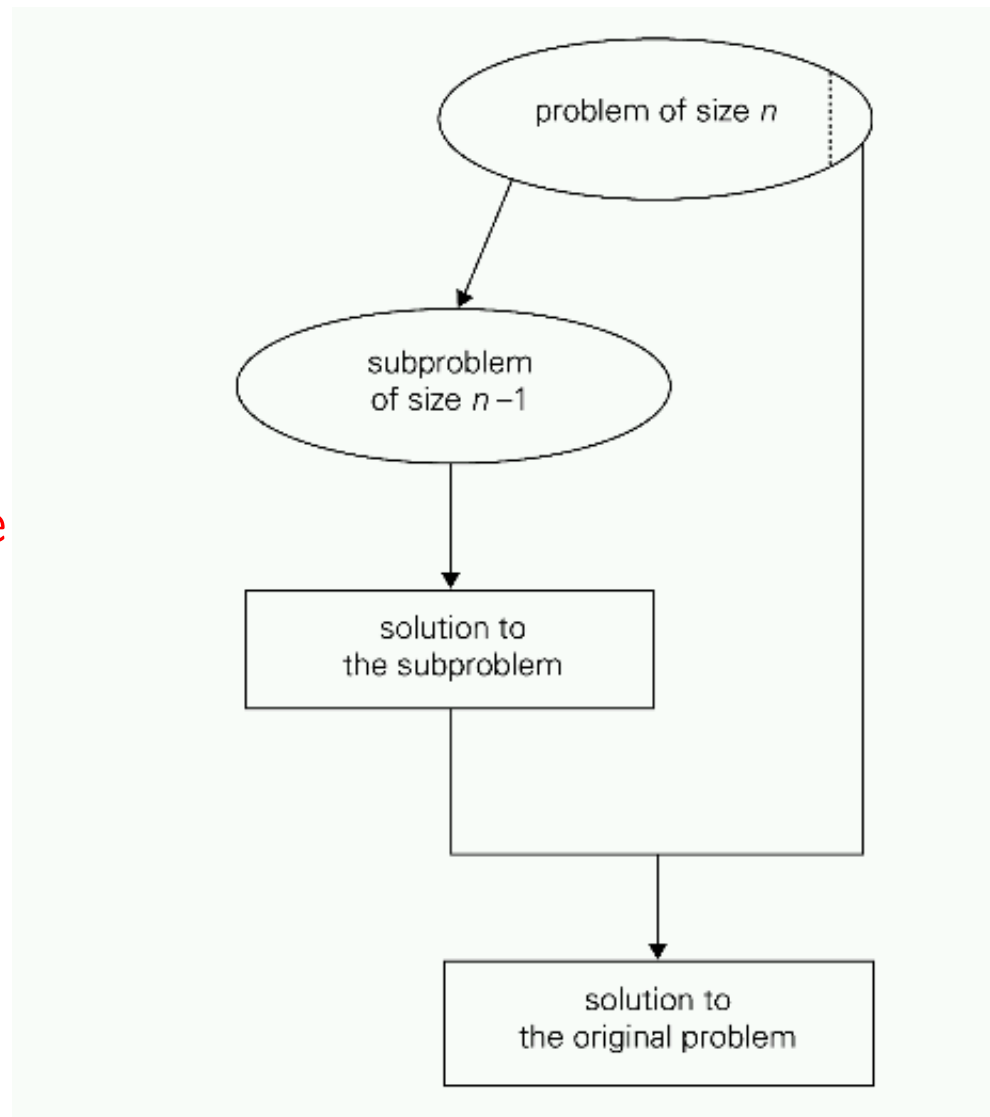 problem of size n
subproblem
of size n –1
e
solution to
the subproblem
solution to
the original problem